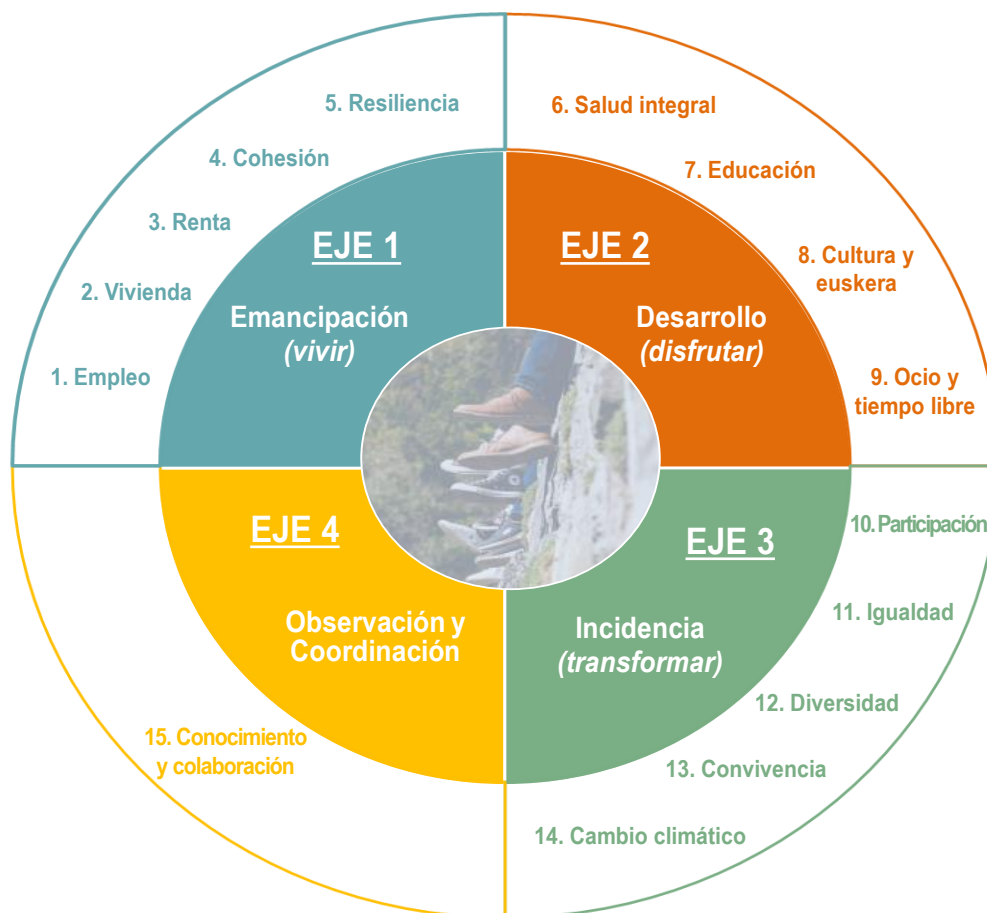 5. Resiliencia
4. Cohesión
3. Renta
2. Vivienda
1. Empleo
EJE 1
Emancipación
(vivir)
6. Salud integral
7. Educación
8. Cultura y
euskera
9. Ocio y
tiempo libre
EJE 2
Desarrollo
(disfrutar)
10. Participación
11. Igualdad
12. Diversidad
13. Convivencia
14. Cambio climático
EJE 3
Incidencia
(transformar)
EJE 4
Observación y
Coordinación
15. Conocimiento
y colaboración